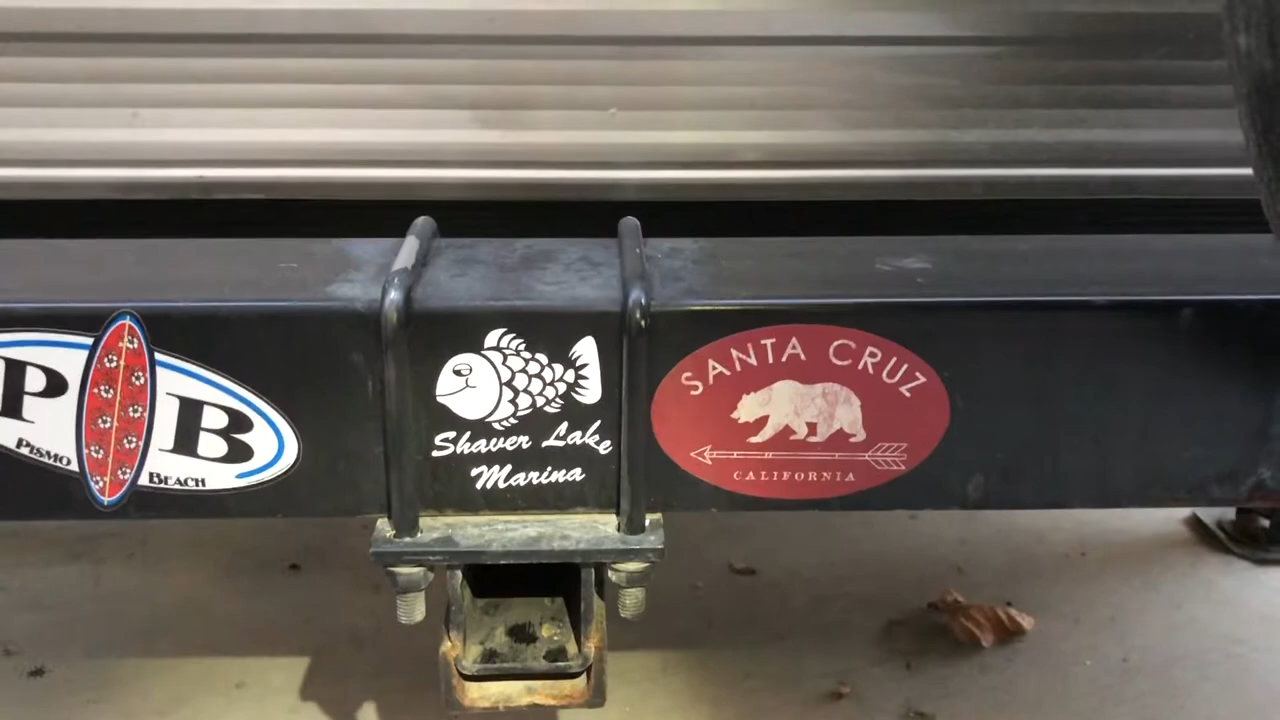 P B
PISMO BEACH
Shaver Lake
Marina
SANTA CRUZ
CALIFORNIA